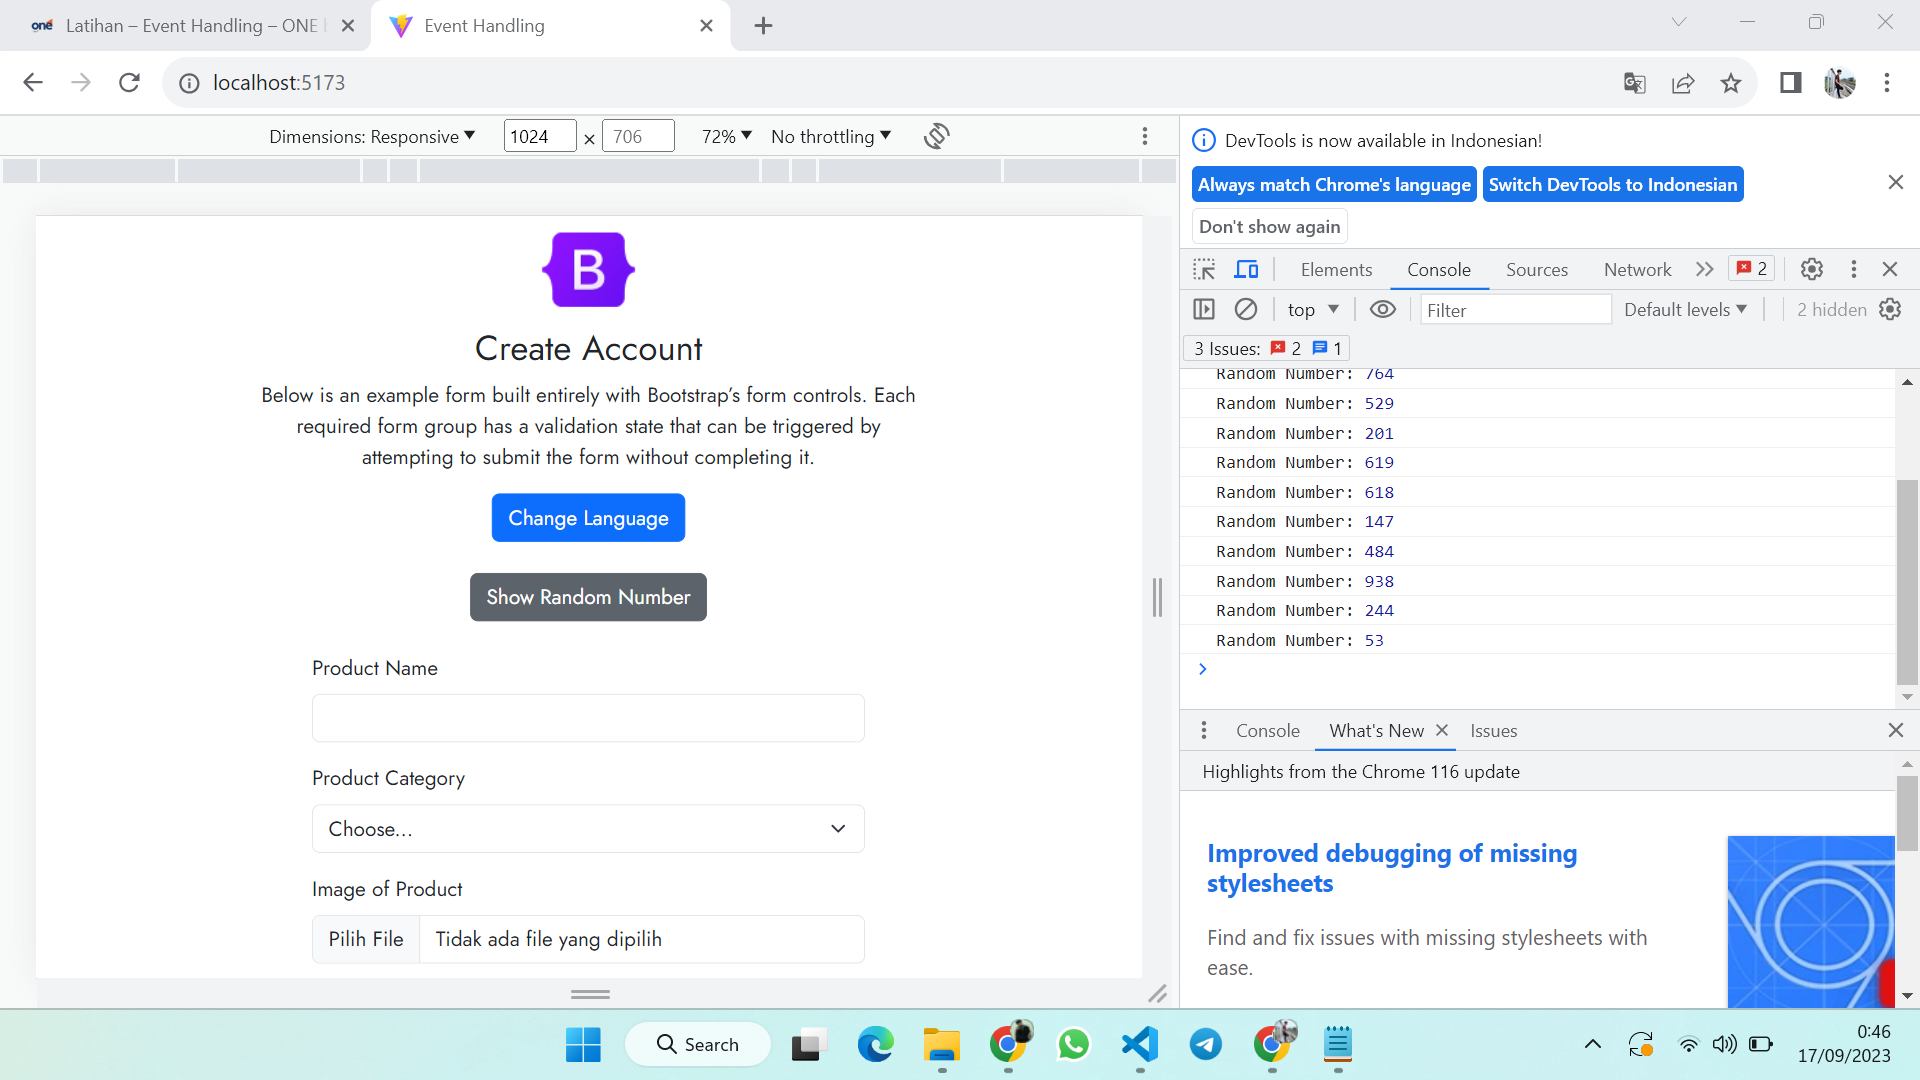 one Latihan – Event Handling – ONE
Event Handling
localhost:5173
Dimensions: Responsive 1024 × 706 72% No throttling
B
Create Account
Below is an example form built entirely with Bootstrap’s form controls. Each
required form group has a validation state that can be triggered by
attempting to submit the form without completing it.
Change Language
Show Random Number
Product Name
Product Category
Choose...
Image of Product
Pilih File Tidak ada file yang dipilih
DevTools is now available in Indonesian!
Always match Chrome's language Switch DevTools to Indonesian
Don't show again
Elements Console Sources Network 2
top Filter Default levels 2 hidden
3 Issues: 2 1
Random Number: 764
Random Number: 529
Random Number: 201
Random Number: 619
Random Number: 618
Random Number: 147
Random Number: 484
Random Number: 938
Random Number: 244
Random Number: 53
Console What's New Issues
Highlights from the Chrome 116 update
Improved debugging of missing
stylesheets
Find and fix issues with missing stylesheets with
ease.
Search
0:46
17/09/2023